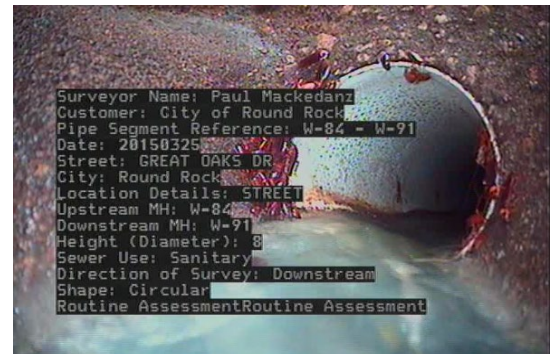 Surveyor Name: Paul Mackedanz
Customer: City of Round Rock
Pipe Segment Reference: W-84 - W-91
Date: 20150325
Street: GREAT OAKS DR
City: Round Rock
Location Details: STREET
Upstream MH: W-84
Downstream MH: W-91
Height (Diameter): 8
Sewer Use: Sanitary
Direction of Survey: Downstream
Shape: Circular
Routine AssessmentRoutine Assessment